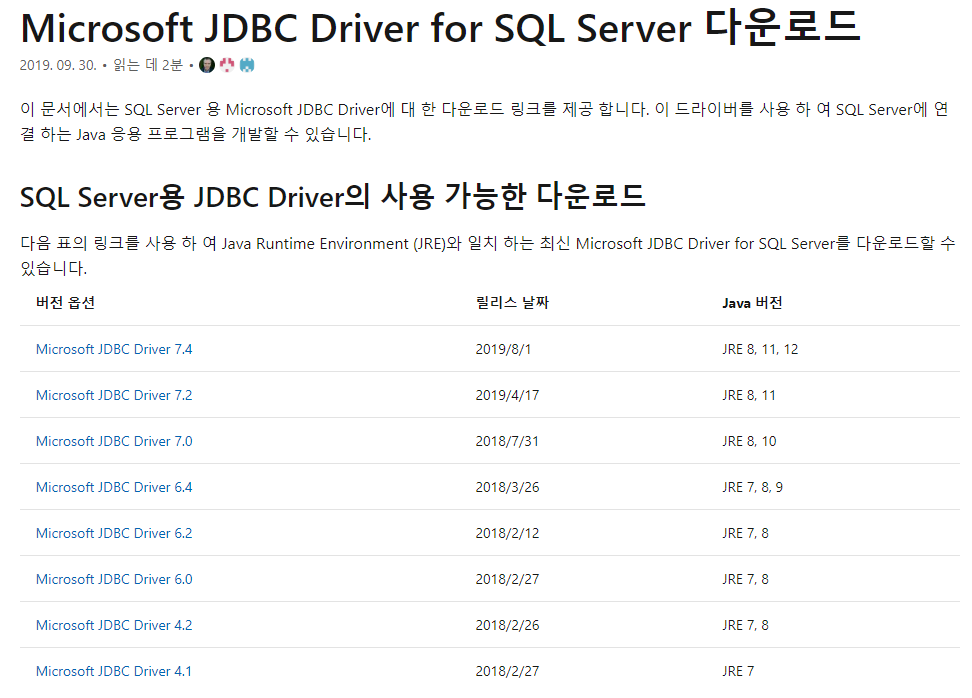 Microsoft JDBC Driver for SQL Server 다운로드
2019. 09. 30. • 읽는 데 2분 •
이 문서에서는 SQL Server 용 Microsoft JDBC Driver에 대 한 다운로드 링크를 제공 합니다. 이 드라이버를 사용 하 여 SQL Server에 연
결 하는 Java 응용 프로그램을 개발할 수 있습니다.
SQL Server용 JDBC Driver의 사용 가능한 다운로드
다음 표의 링크를 사용 하 여 Java Runtime Environment (JRE)와 일치 하는 최신 Microsoft JDBC Driver for SQL Server를 다운로드할 수
있습니다.
버전 옵션 릴리스 날짜 Java 버전
Microsoft JDBC Driver 7.4 2019/8/1 JRE 8, 11, 12
Microsoft JDBC Driver 7.2 2019/4/17 JRE 8, 11
Microsoft JDBC Driver 7.0 2018/7/31 JRE 8, 10
Microsoft JDBC Driver 6.4 2018/3/26 JRE 7, 8, 9
Microsoft JDBC Driver 6.2 2018/2/12 JRE 7, 8
Microsoft JDBC Driver 6.0 2018/2/27 JRE 7, 8
Microsoft JDBC Driver 4.2 2018/2/26 JRE 7, 8
Microsoft JDBC Driver 4.1 2018/2/27 JRE 7